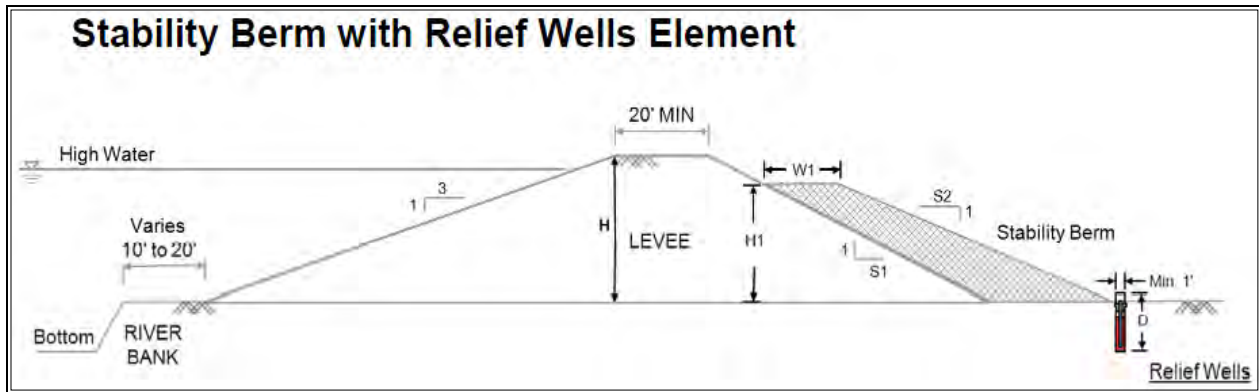 Stability Berm with Relief Wells Element
20' MIN
High Water
W1
3
1
S2
1
Varies
10' to 20'
H
LEVEE
H1
Stability Berm
1
S1
Min. 1'
D
Bottom
RIVER
BANK
Relief Wells